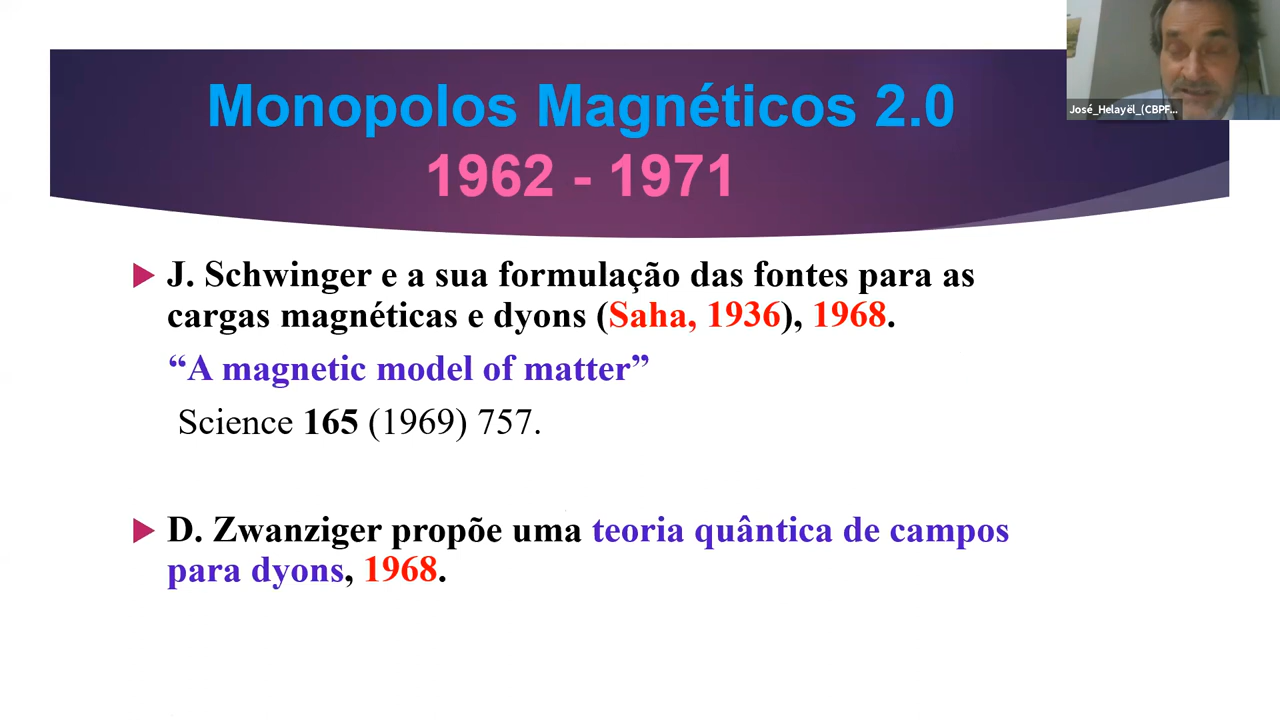 Monopolos Magnéticos 2.0
1962 - 1971
José_Helayël_(CBPF...
J. Schwinger e a sua formulação das fontes para as
cargas magnéticas e dyons (Saha, 1936), 1968.
“A magnetic model of matter”
Science 165 (1969) 757.
D. Zwanziger propõe uma teoria quântica de campos
para dyons, 1968.